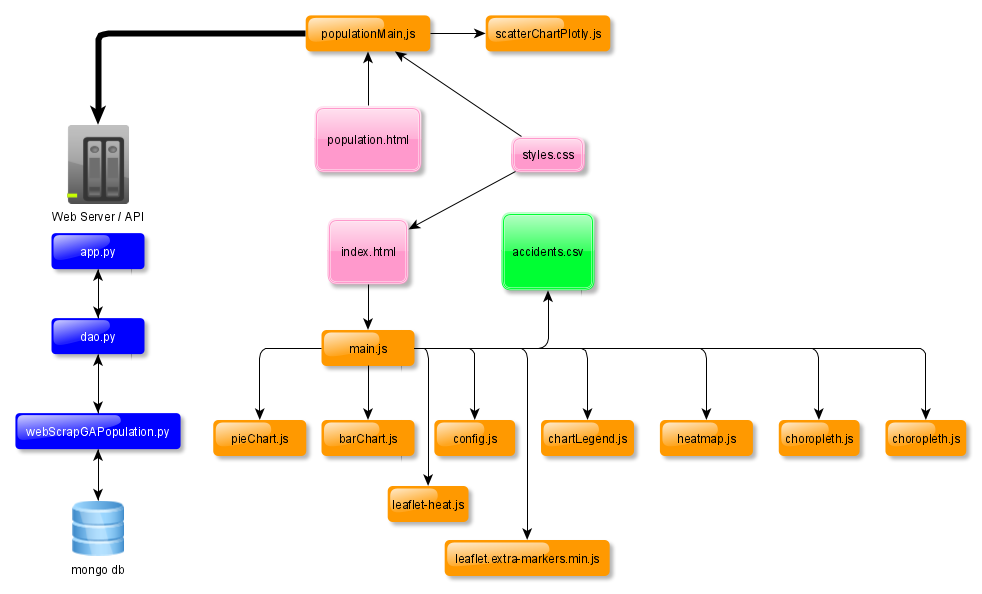 populationMain,js
scatterChartPlotly.js
population.html
styles.css
Web Server / API
app.py
index.html
accidents.csv
dao.py
main.js
webScrapGAPopulation.py
pieChart.js
barChart.js
config.js
chartLegend.js
heatmap.js
choropleth.js
choropleth.js
leaflet-heat.js
leaflet.extra-markers.min.js
mongo db